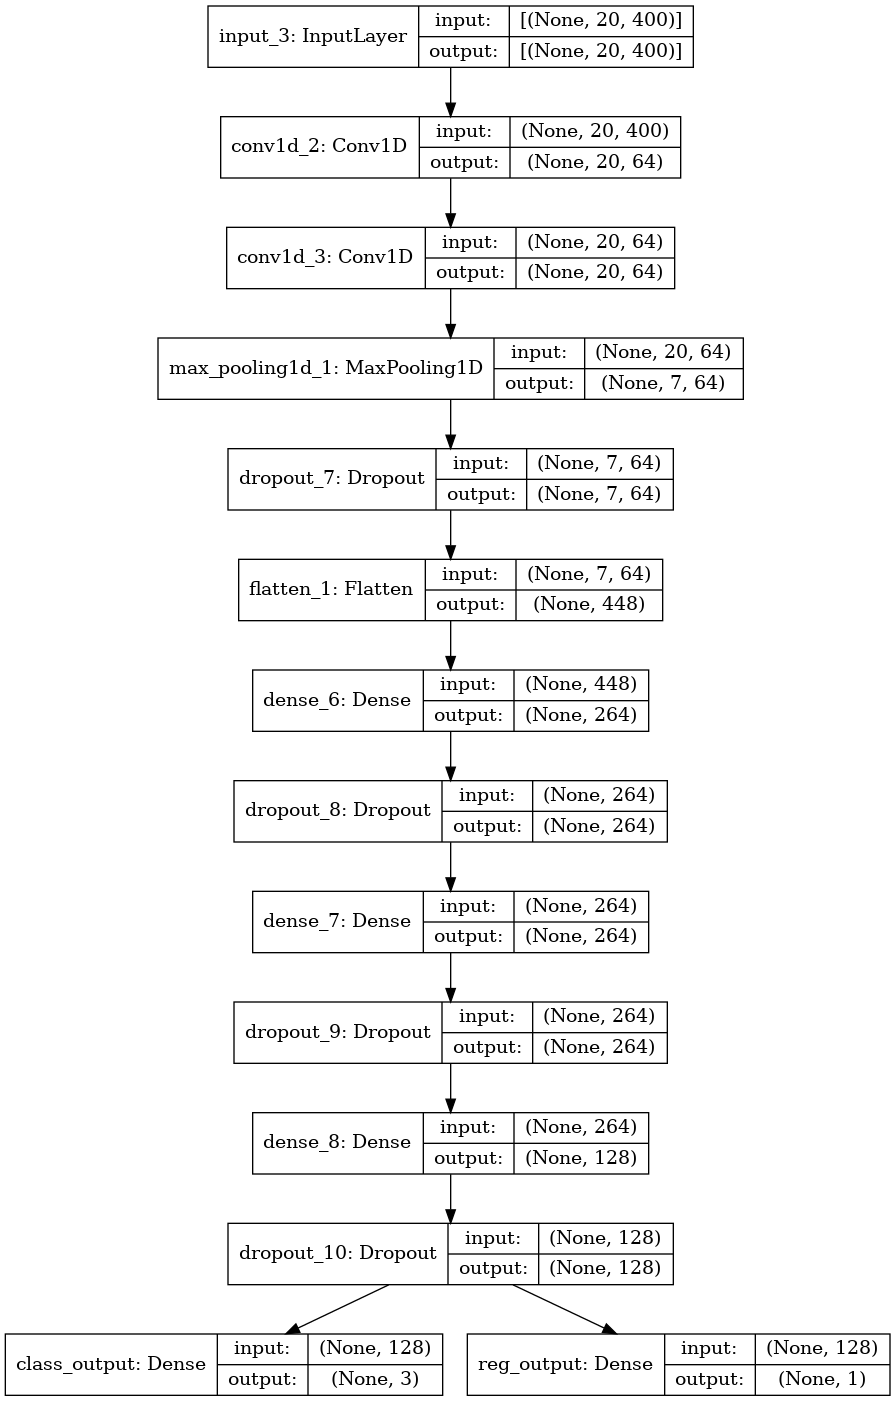 input_3: InputLayer
input: [(None, 20, 400)]
output: [(None, 20, 400)]
conv1d_2: Conv1D
input: (None, 20, 400)
output: (None, 20, 64)
conv1d_3: Conv1D
input: (None, 20, 64)
output: (None, 20, 64)
max_pooling1d_1: MaxPooling1D
input: (None, 20, 64)
output: (None, 7, 64)
dropout_7: Dropout
input: (None, 7, 64)
output: (None, 7, 64)
flatten_1: Flatten
input: (None, 7, 64)
output: (None, 448)
dense_6: Dense
input: (None, 448)
output: (None, 264)
dropout_8: Dropout
input: (None, 264)
output: (None, 264)
dense_7: Dense
input: (None, 264)
output: (None, 264)
dropout_9: Dropout
input: (None, 264)
output: (None, 264)
dense_8: Dense
input: (None, 264)
output: (None, 128)
dropout_10: Dropout
input: (None, 128)
output: (None, 128)
class_output: Dense
input: (None, 128)
output: (None, 3)
reg_output: Dense
input: (None, 128)
output: (None, 1)